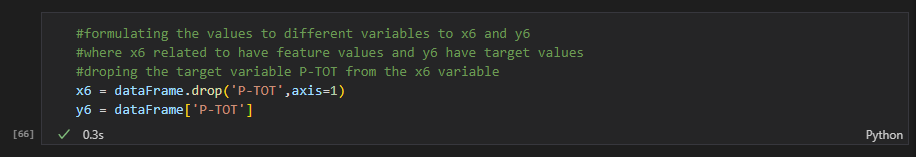 #formulating the values to different variables to x6 and y6
#where x6 related to have feature values and y6 have target values
#droping the target variable P-TOT from the x6 variable
x6 = dataFrame.drop('P-TOT',axis=1)
y6 = dataFrame['P-TOT']
[66] ✓ 0.3s Python